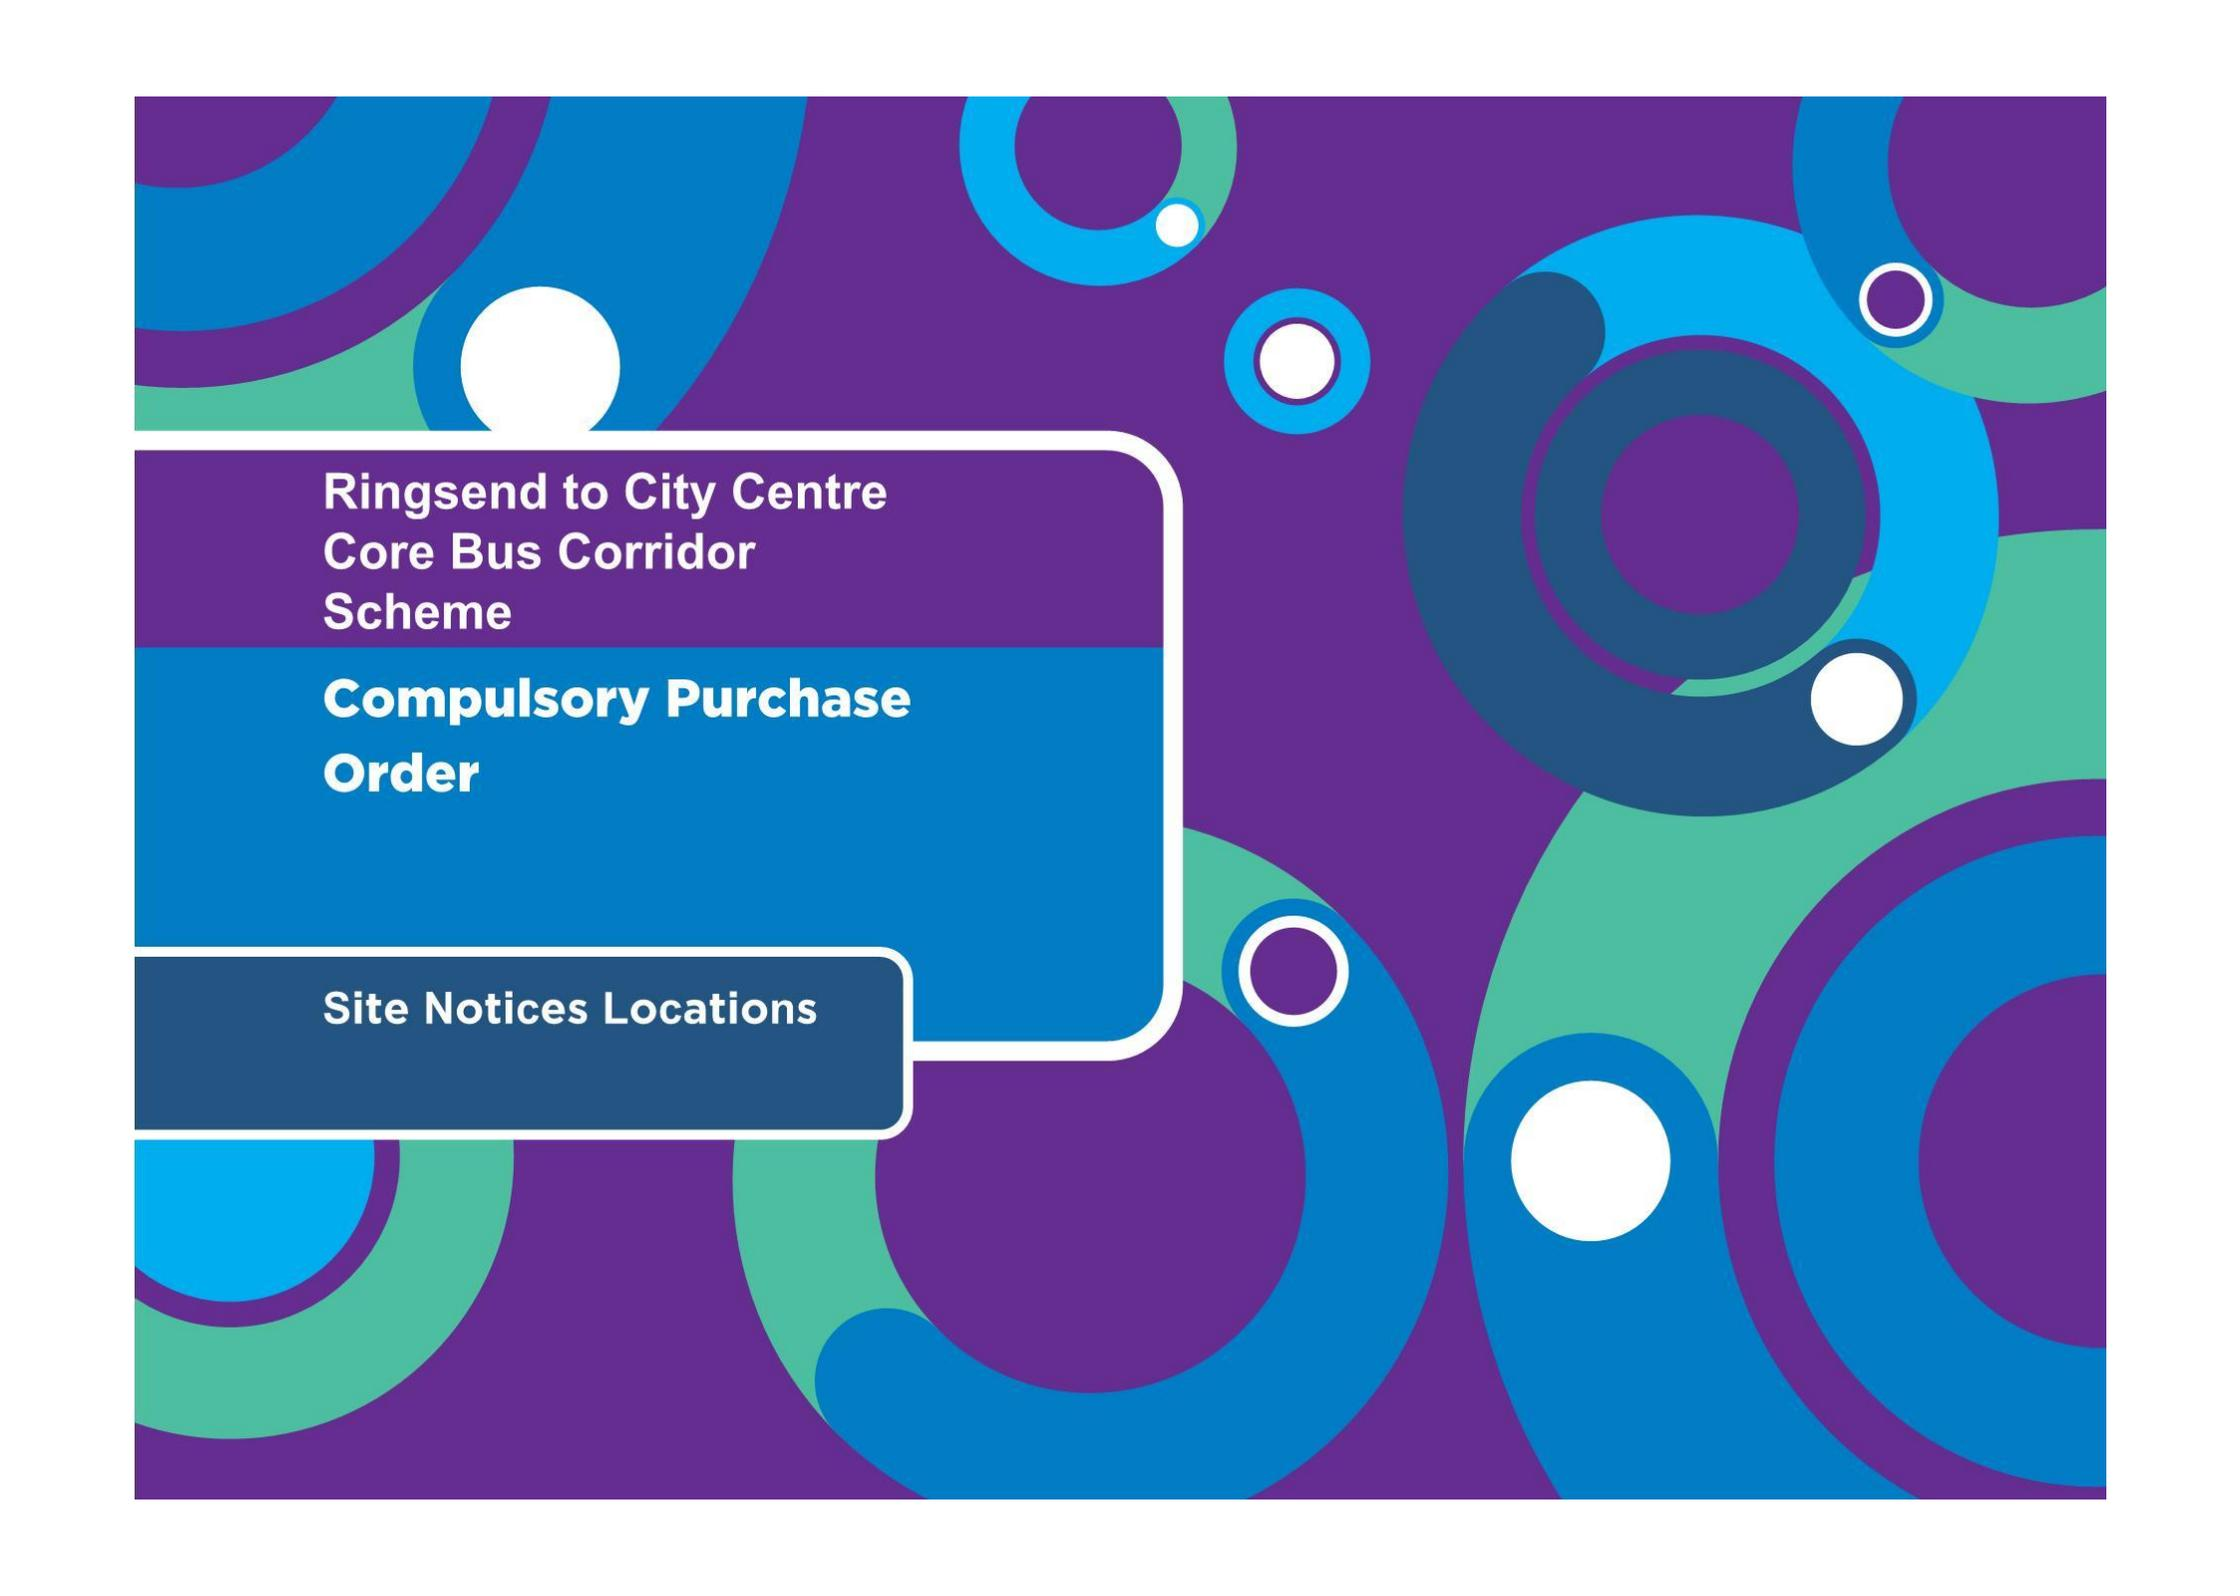 Ringsend to City Centre
Core Bus Corridor
Scheme
Compulsory Purchase
Order
Site Notices Locations